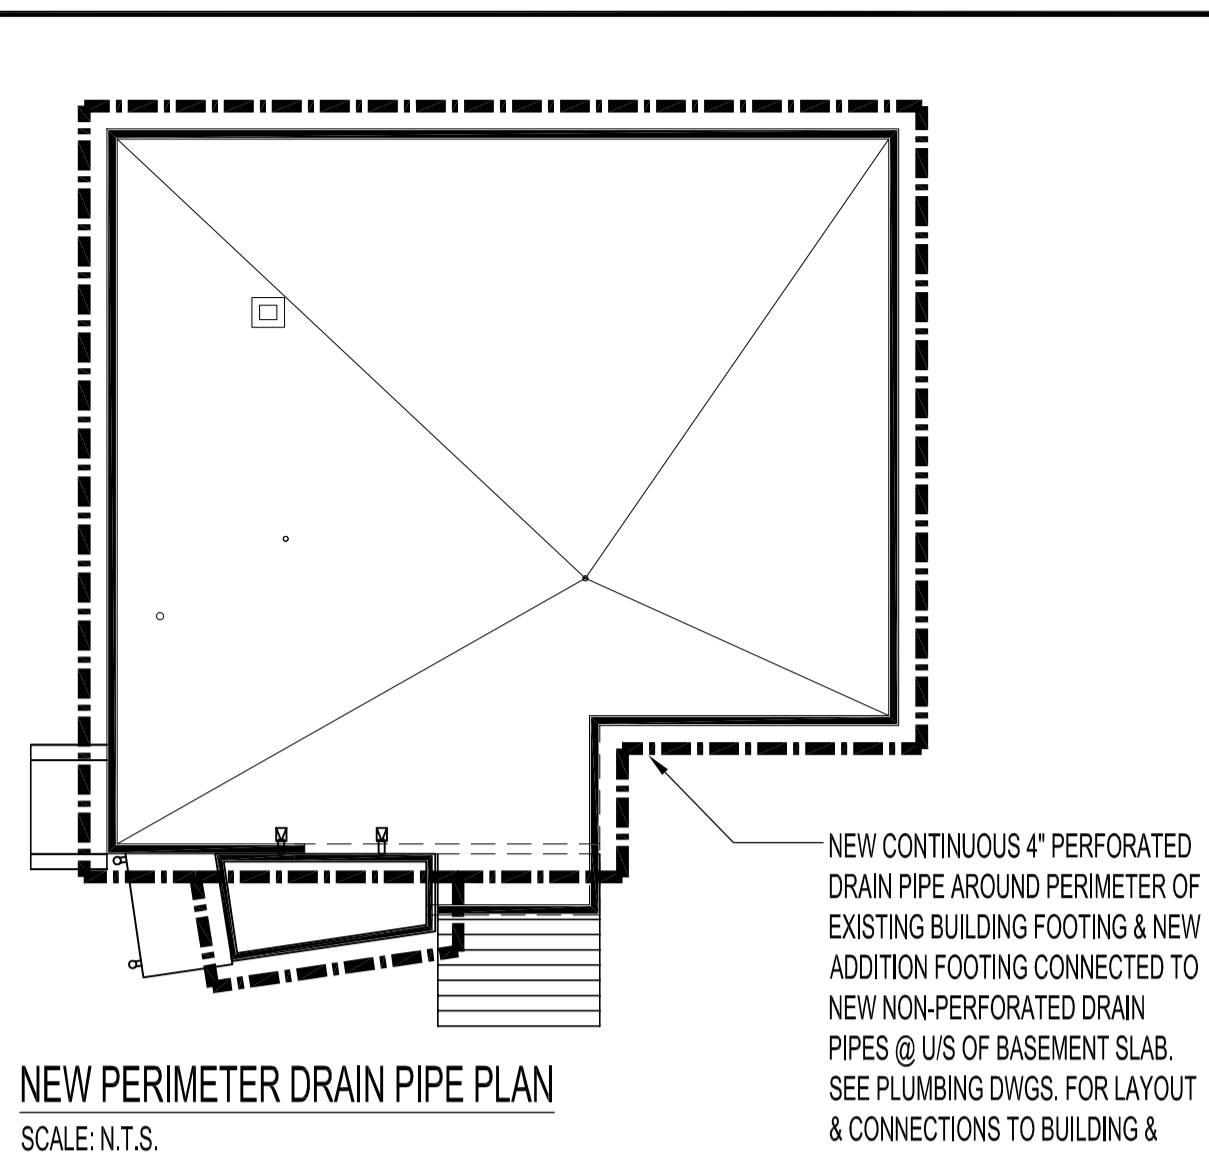 NEW CONTINUOUS 4" PERFORATED
DRAIN PIPE AROUND PERIMETER OF
EXISTING BUILDING FOOTING & NEW
ADDITION FOOTING CONNECTED TO
NEW NON-PERFORATED DRAIN
PIPES @ U/S OF BASEMENT SLAB.
SEE PLUMBING DWGS. FOR LAYOUT
& CONNECTIONS TO BUILDING &
NEW PERIMETER DRAIN PIPE PLAN
SCALE: N.T.S.